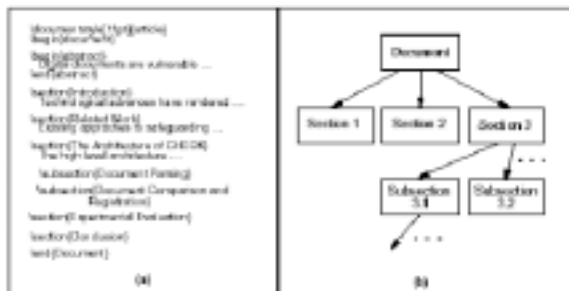 \documentstyle[11pt]{article}
\begin{document}
\begin{abstract}
Digital documents are vulnerable ...
\end{abstract}
\section{Introduction}
Technological advances have rendered ...
\section{Related Work}
Existing approaches to safeguarding ...
\section{The Architecture of CHECK}
The high level architecture ...
\subsection{Document Parsing}
\subsection{Document Comparison and
Registration}
\section{Experimental Evaluation}
\section{Conclusion}
\end{Document}
(a)
Document
Section 1
Section 2
Section 3
. . .
Subsection
3.1
Subsection
3.2
. . .
(b)